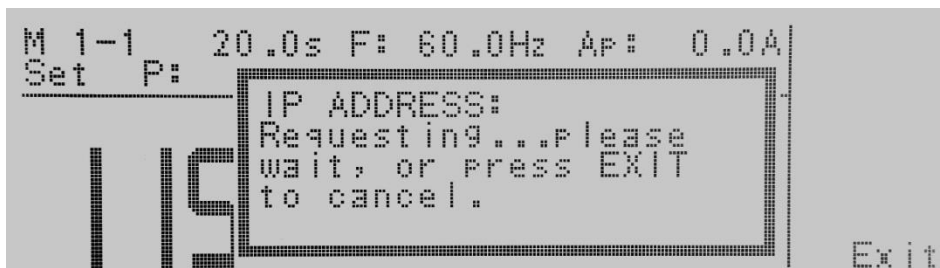 M 1-1 20.0s F: 60.0Hz Ap: 0.0A
Set P:
IP ADDRESS:
Requesting...please
wait, or press EXIT
to cancel.
Exit